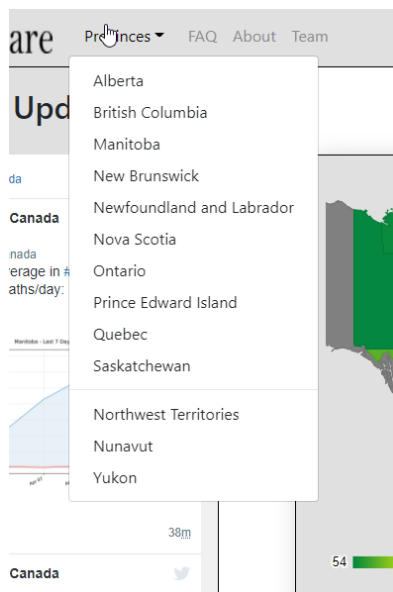 are Provinces FAQ About Team
Upd
Alberta
British Columbia
Manitoba
New Brunswick
Newfoundland and Labrador
Nova Scotia
Ontario
Prince Edward Island
Quebec
Saskatchewan
Northwest Territories
Nunavut
Yukon
da
Canada
nada
erage in #
aths/day:
Manitoba - Last 7 Day
Apr 07
38m
Canada
54